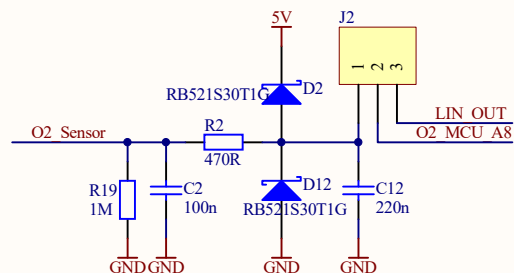 5V
J2
D2
RB521S30T1G
1 2 3
LIN_OUT
O2_Sensor
R2
O2_MCU_A8
470R
R19
1M
C2
100n
D12
RB521S30T1G
C12
220n
GND GND GND GND